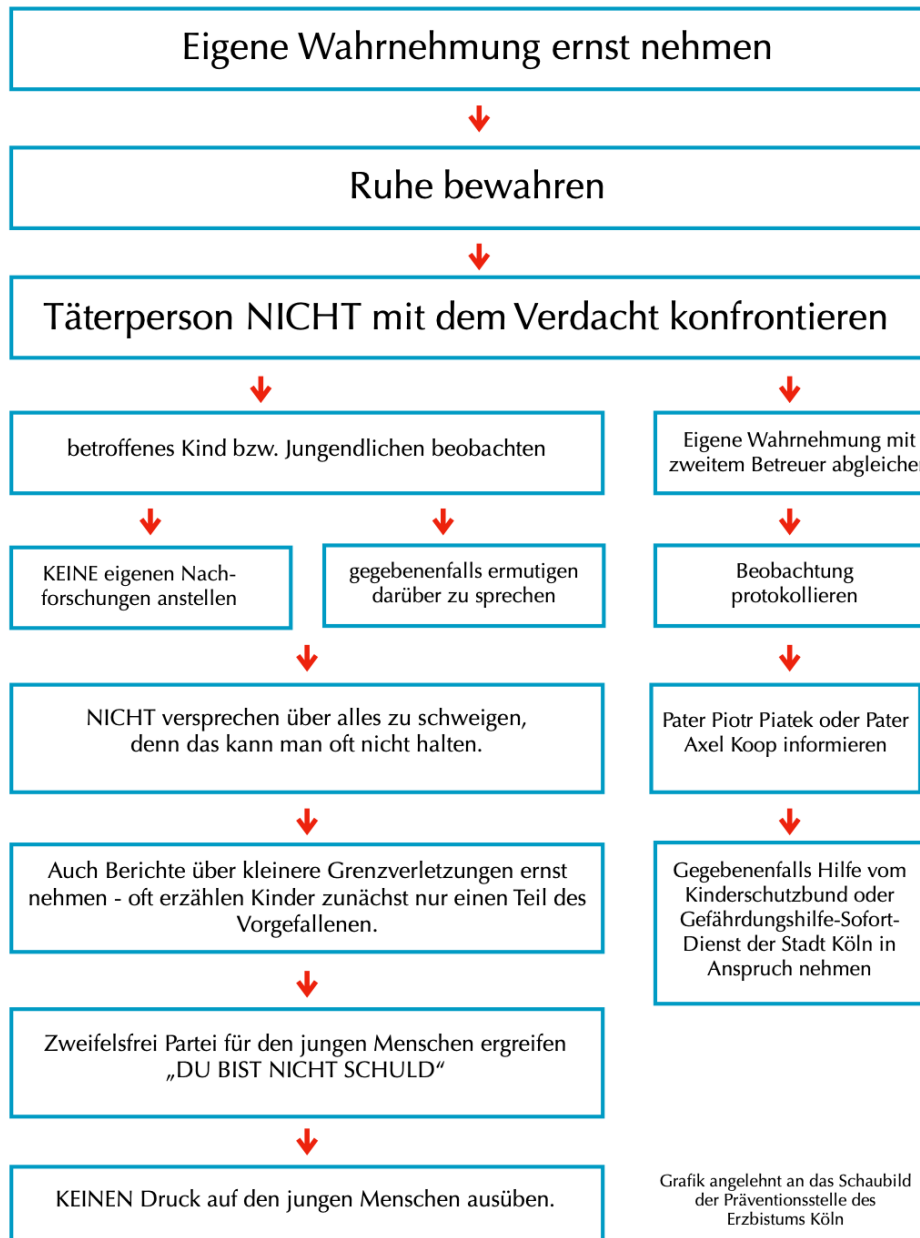 Eigene Wahrnehmung ernst nehmen
Ruhe bewahren
Täterperson NICHT mit dem Verdacht konfrontieren
betroffenes Kind bzw. Jungendlichen beobachten
KEINE eigenen Nach-
forschungen anstellen
gegebenenfalls ermutigen
darüber zu sprechen
NICHT versprechen über alles zu schweigen,
denn das kann man oft nicht halten.
Auch Berichte über kleinere Grenzverletzungen ernst
nehmen - oft erzählen Kinder zunächst nur einen Teil des
Vorgefallenen.
Zweifelsfrei Partei für den jungen Menschen ergreifen
„DU BIST NICHT SCHULD“
KEINEN Druck auf den jungen Menschen ausüben.
Eigene Wahrnehmung mit
zweitem Betreuer abgleichen
Beobachtung
protokollieren
Pater Piotr Piatek oder Pater
Axel Koop informieren
Gegebenenfalls Hilfe vom
Kinderschutzbund oder
Gefährdungshilfe-Sofort-
Dienst der Stadt Köln in
Anspruch nehmen
Grafik angelehnt an das Schaubild
der Präventionsstelle des
Erzbistums Köln